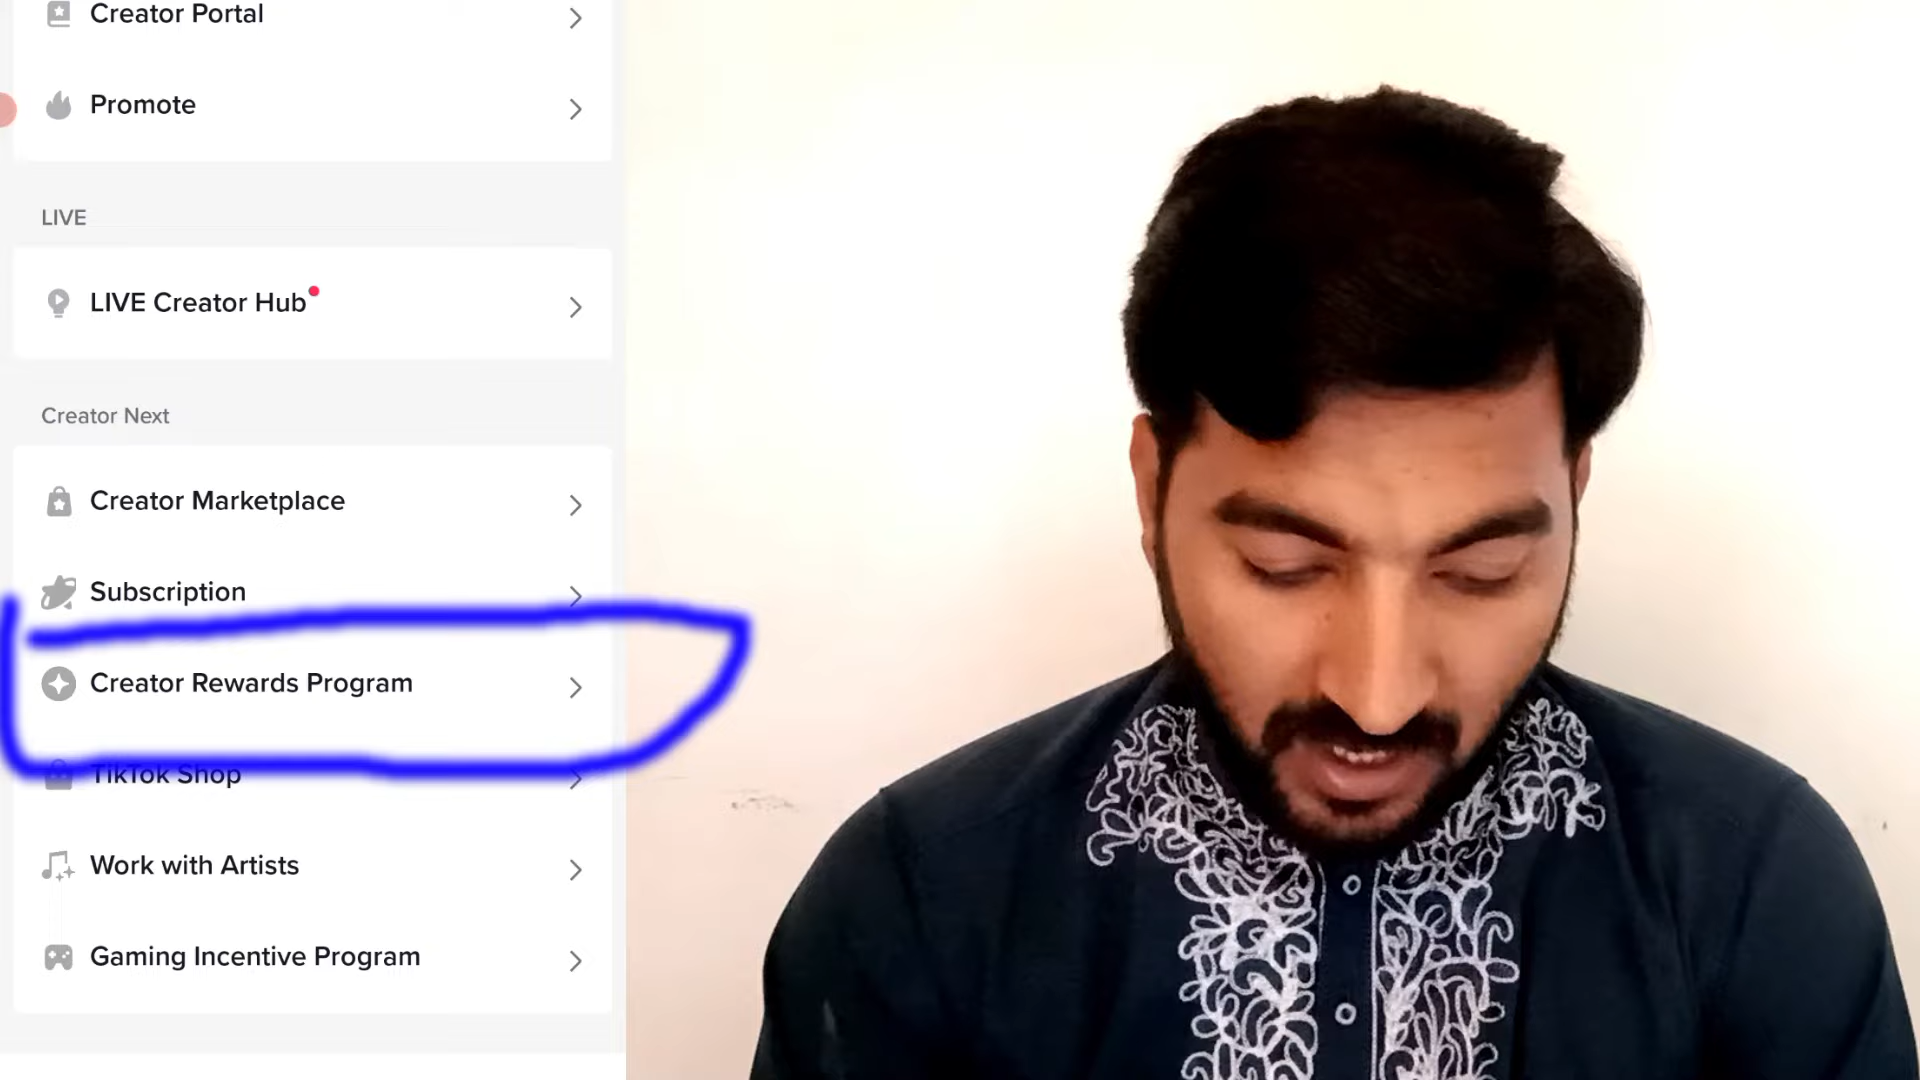 Creator Portal
Promote
LIVE
LIVE Creator Hub
Creator Next
Creator Marketplace
Subscription
Creator Rewards Program
TikTok Shop
Work with Artists
Gaming Incentive Program